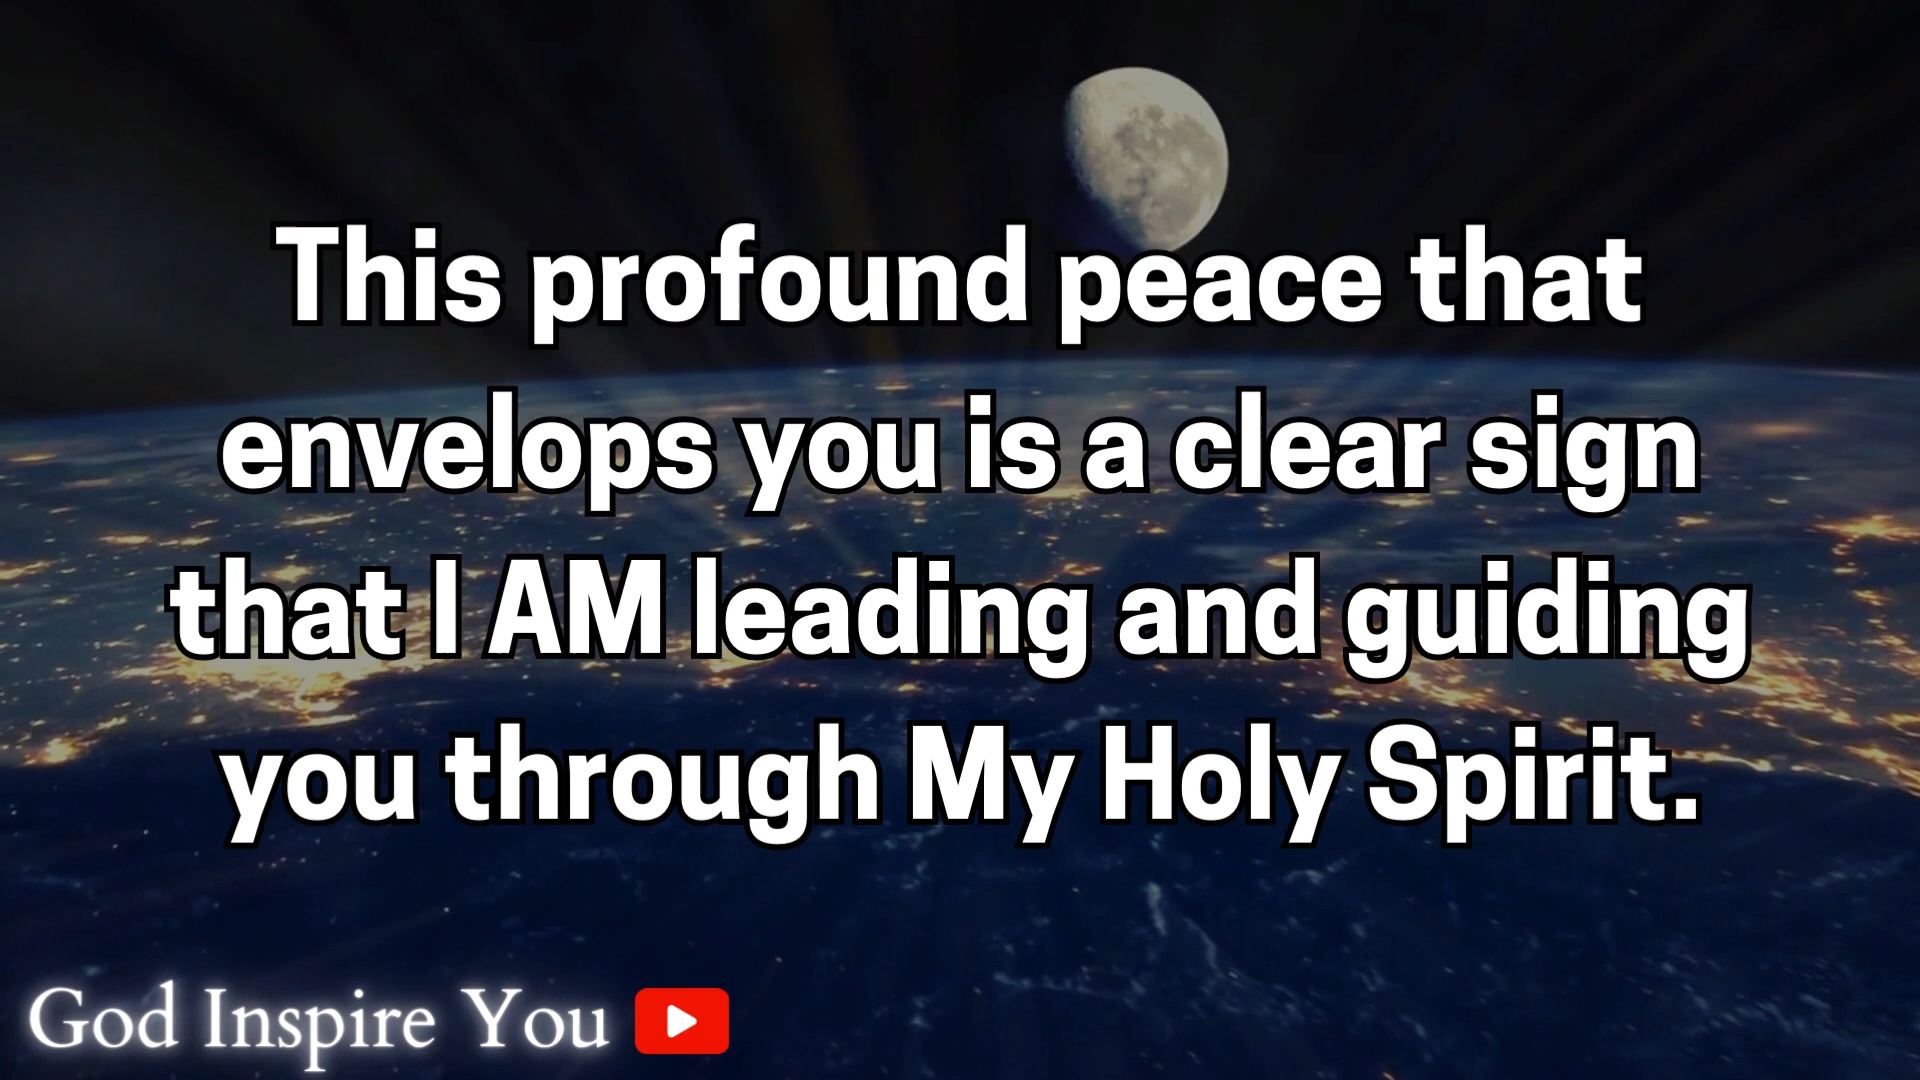 This profound peace that
envelops you is a clear sign
that I AM leading and guiding
you through My Holy Spirit.
God Inspire You